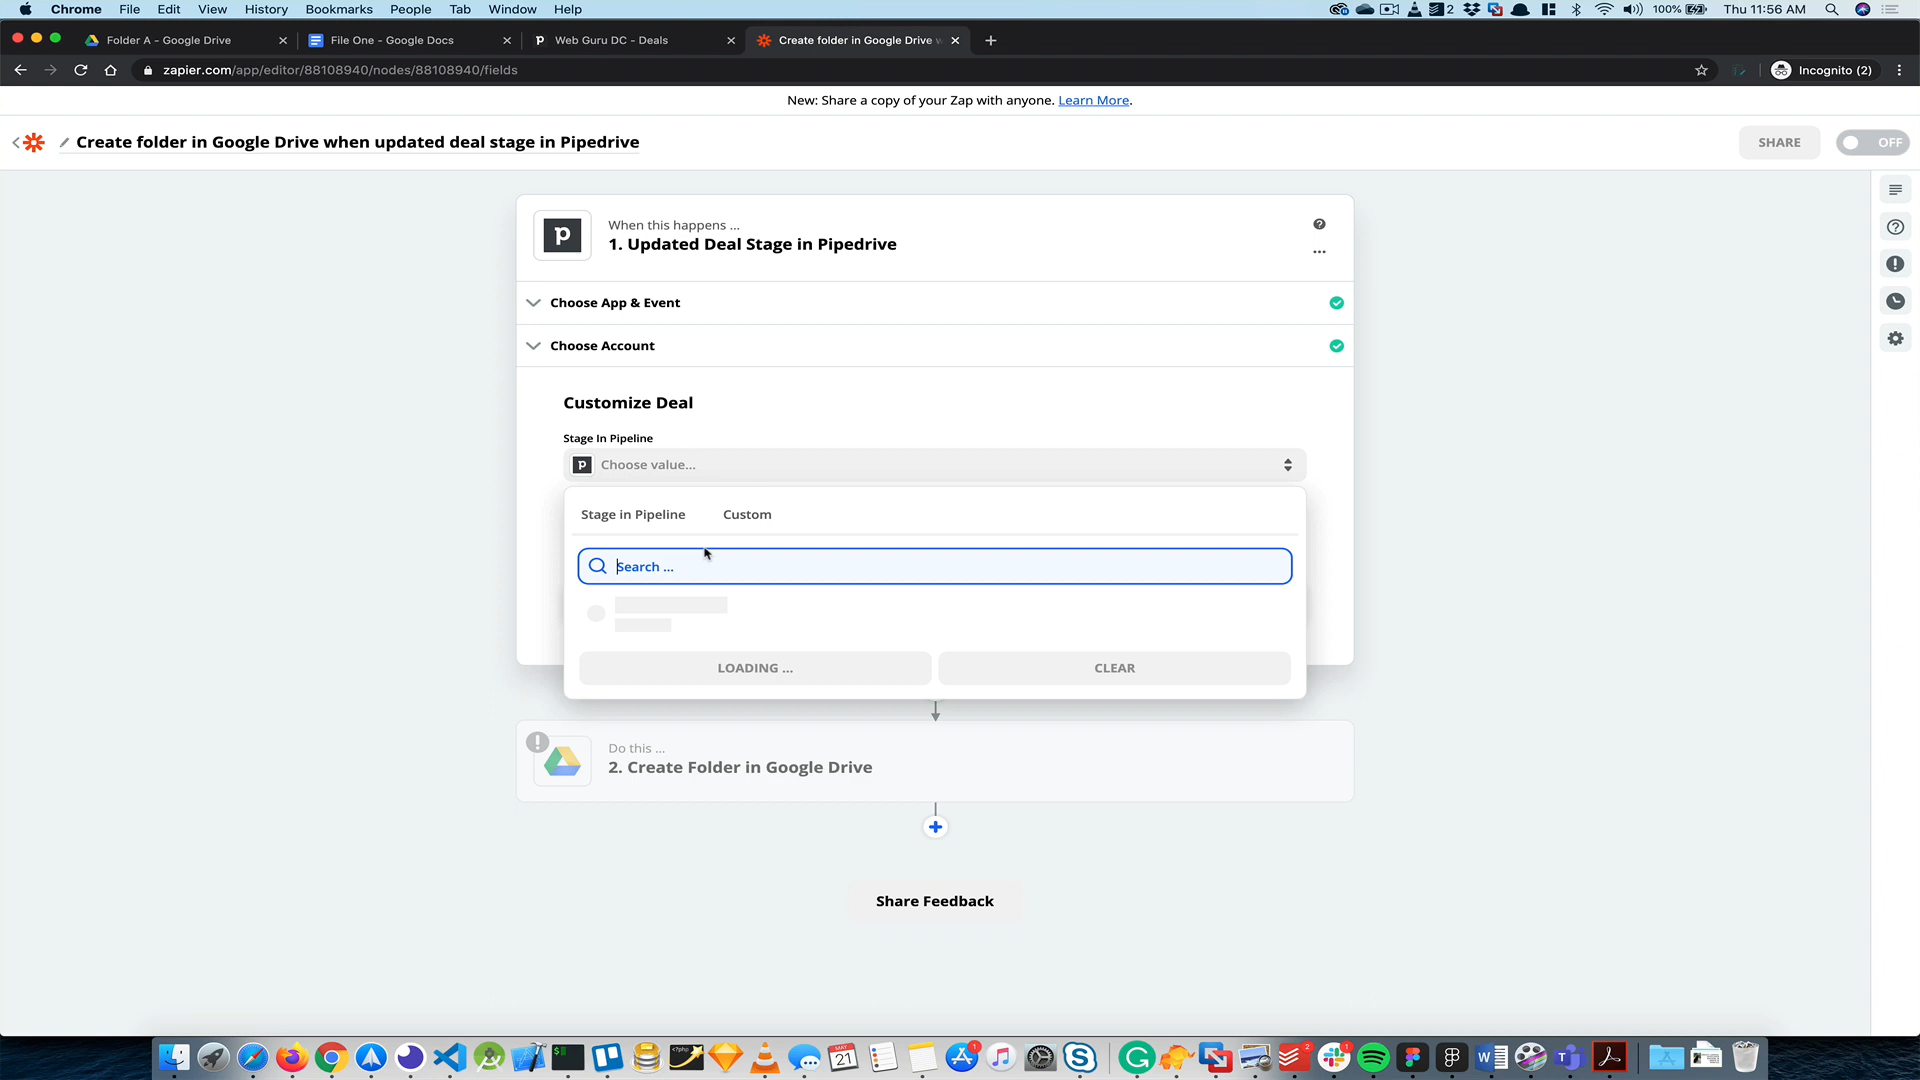 Chrome File Edit View History Bookmarks People Tab Window Help 2 100% Thu 11:56 AM
Folder A - Google Drive File One - Google Docs Web Guru DC - Deals Create folder in Google Drive
zapier.com/app/editor/88108940/nodes/88108940/fields Incognito (2)
New: Share a copy of your Zap with anyone. Learn More.
Create folder in Google Drive when updated deal stage in Pipedrive SHARE OFF
When this happens ...
1. Updated Deal Stage in Pipedrive
Choose App & Event
Choose Account
Customize Deal
Stage In Pipeline
Choose value...
Stage in Pipeline Custom
Search ...
LOADING ... CLEAR
Do this ...
2. Create Folder in Google Drive
Share Feedback